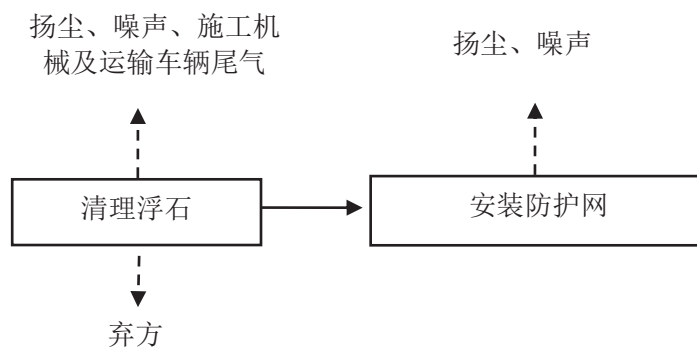 扬尘、噪声、施工机
械及运输车辆尾气
扬尘、噪声
清理浮石
安装防护网
弃方